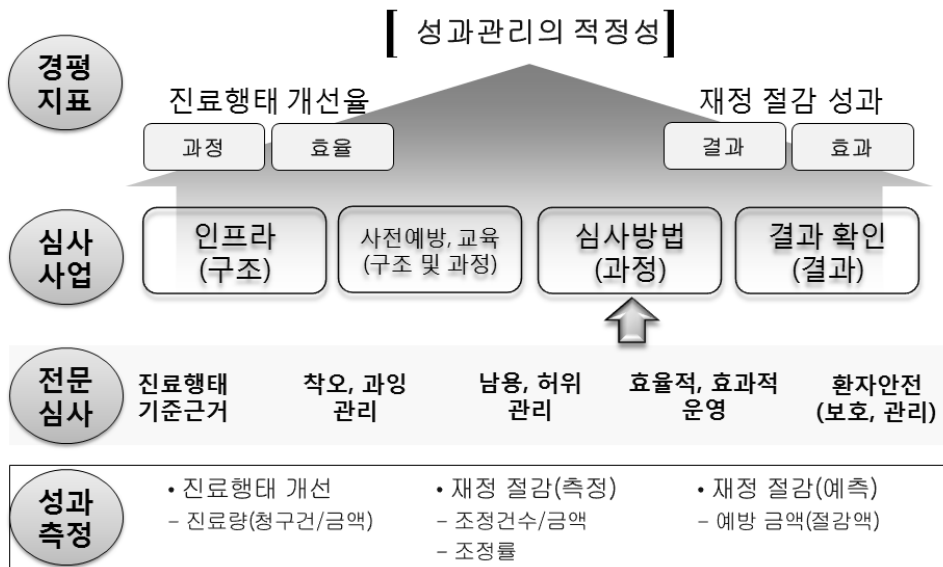 [ 성과관리의 적정성 ]
경평
지표
진료행태 개선율
재정 절감 성과
과정
효율
결과
효과
심사
사업
인프라
(구조)
사전예방, 교육
(구조 및 과정)
심사방법
(과정)
결과 확인
(결과)
전문
심사
진료행태
기준근거
착오, 과잉
관리
남용, 허위
관리
효율적, 효과적
운영
환자안전
(보호, 관리)
성과
측정
• 진료행태 개선
– 진료량(청구건/금액)
• 재정 절감(측정)
– 조정건수/금액
– 조정률
• 재정 절감(예측)
– 예방 금액(절감액)